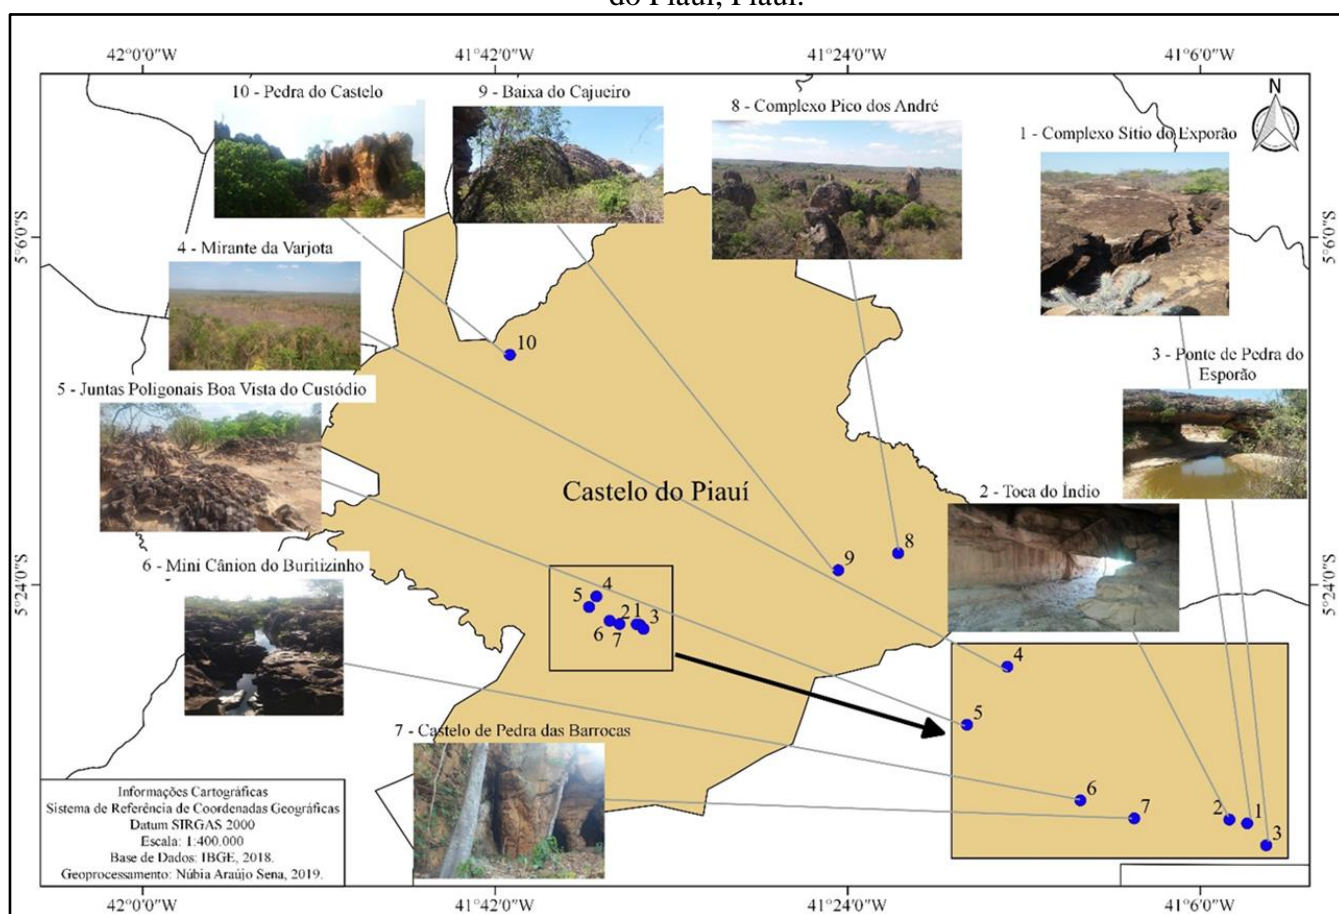 do Piauí, Piauí.
42°0'0"W 41°42'0"W 41°24'0"W 41°6'0"W
10 - Pedra do Castelo
9 - Baixa do Cajueiro
8 - Complexo Pico dos André
1 - Complexo Sítio do Exporão
N
5°6'0"S
5°6'0"S
4 - Mirante da Varjota
10
3 - Ponte de Pedra do
Esporão
5 - Juntas Poligonais Boa Vista do Custódio
Castelo do Piauí
2 - Toca do Índio
6 - Mini Cânion do Buritizinho
9
8
5°24'0"S
5°24'0"S
4
5
6
7
2
1
3
4
5
6
7
2
1
3
7 - Castelo de Pedra das Barrocas
Informações Cartográficas
Sistema de Referência de Coordenadas Geográficas
Datum SIRGAS 2000
Escala: 1:400.000
Base de Dados: IBGE, 2018.
Geoprocessamento: Núbia Araújo Sena, 2019.
42°0'0"W 41°42'0"W 41°24'0"W 41°6'0"W